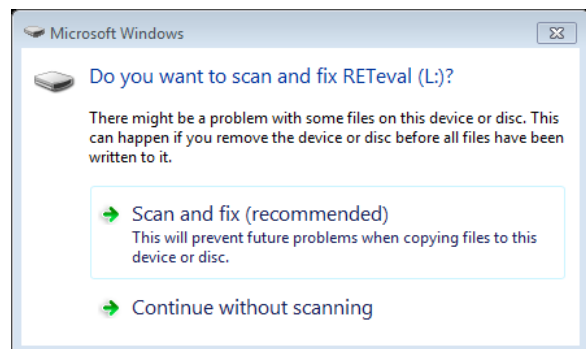 Microsoft Windows
Do you want to scan and fix RETeval (L:)?
There might be a problem with some files on this device or disc. This
can happen if you remove the device or disc before all files have been
written to it.
Scan and fix (recommended)
This will prevent future problems when copying files to this
device or disc.
Continue without scanning